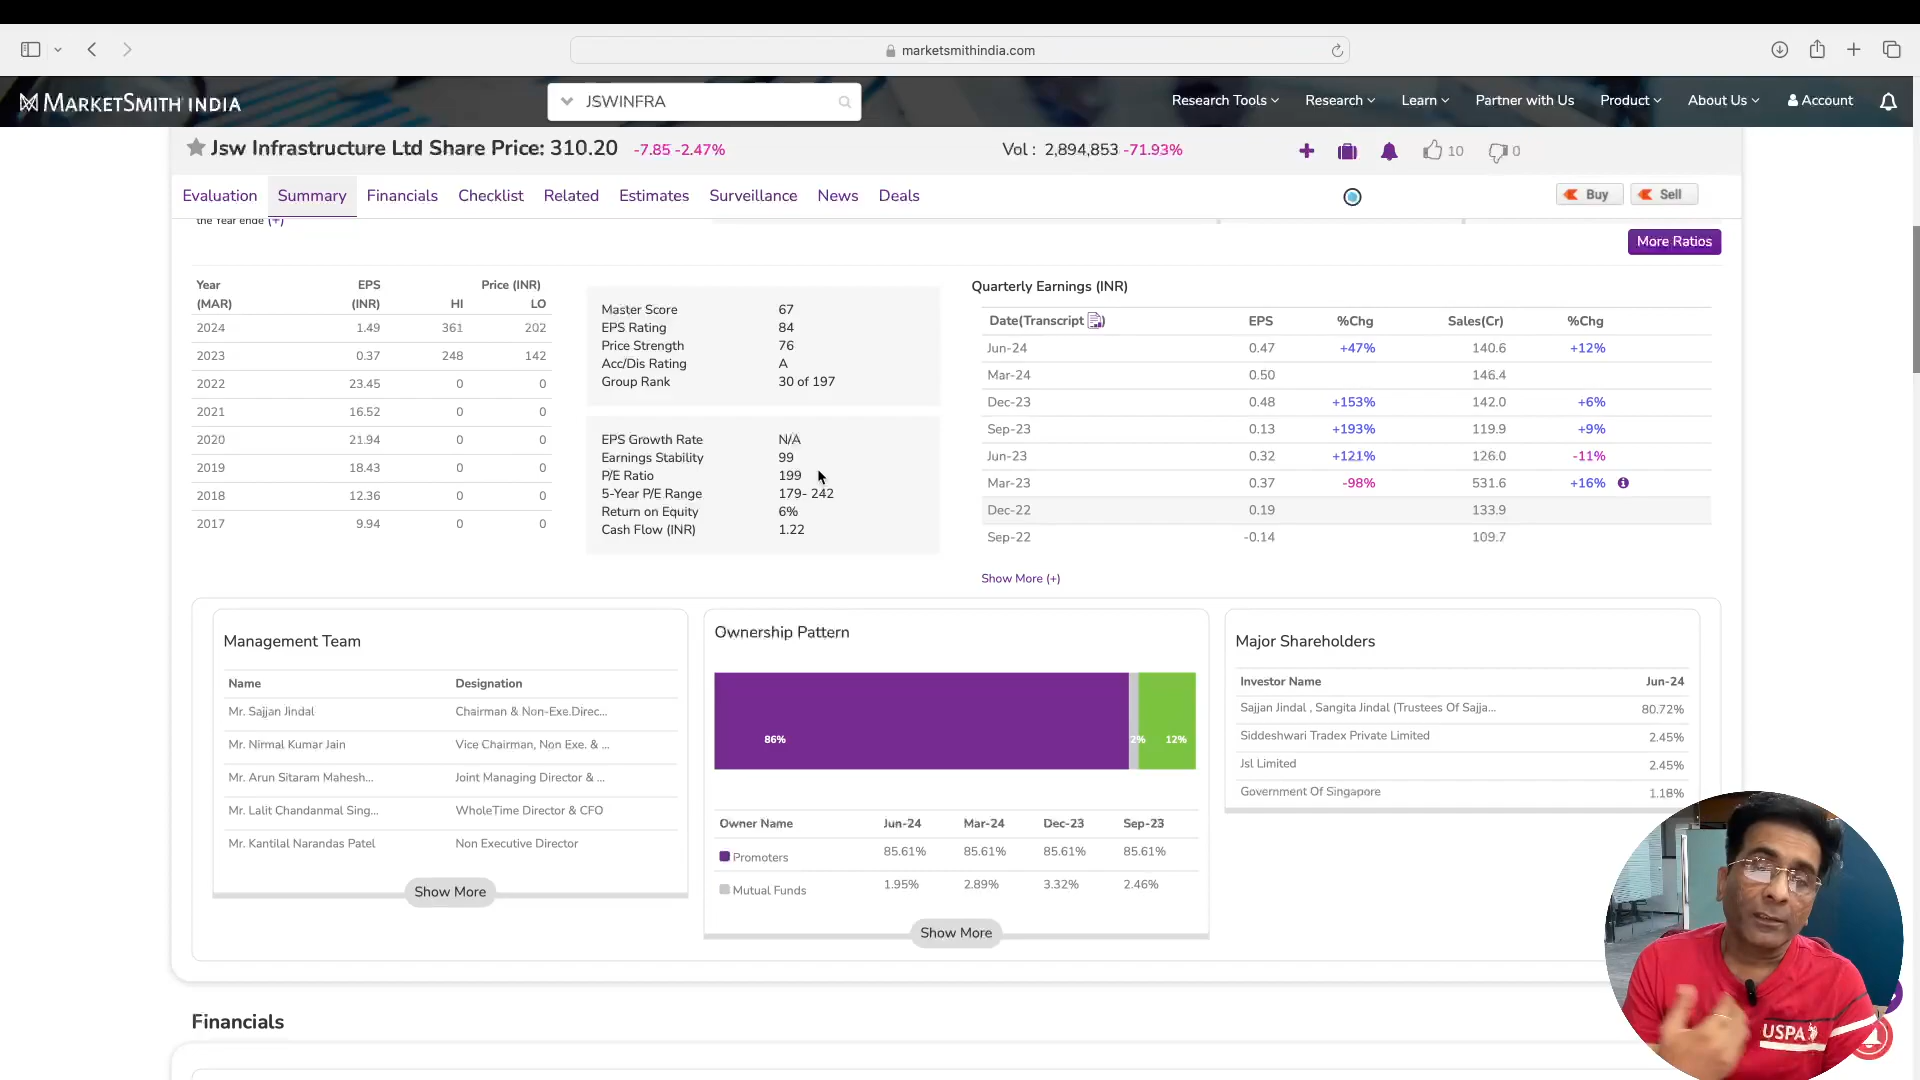 marketsmithindia.com
MARKETSMITH INDIA
JSWINFRA
Research Tools Research Learn Partner with Us Product About Us Account
Jsw Infrastructure Ltd Share Price: 310.20 -7.85 -2.47% Vol : 2,894,853 -71.93% 10 0
Evaluation Summary Financials Checklist Related Estimates Surveillance News Deals Buy Sell
the Year ende (+)
More Ratios
Year (MAR) EPS (INR) Price (INR) HI LO
2024 1.49 361 202
2023 0.37 248 142
2022 23.45 0 0
2021 16.52 0 0
2020 21.94 0 0
2019 18.43 0 0
2018 12.36 0 0
2017 9.94 0 0
Master Score 67
EPS Rating 84
Price Strength 76
Acc/Dis Rating A
Group Rank 30 of 197
EPS Growth Rate N/A
Earnings Stability 99
P/E Ratio 199
5-Year P/E Range 179- 242
Return on Equity 6%
Cash Flow (INR) 1.22
Quarterly Earnings (INR)
Date(Transcript ) EPS %Chg Sales(Cr) %Chg
Jun-24 0.47 +47% 140.6 +12%
Mar-24 0.50 146.4
Dec-23 0.48 +153% 142.0 +6%
Sep-23 0.13 +193% 119.9 +9%
Jun-23 0.32 +121% 126.0 -11%
Mar-23 0.37 -98% 531.6 +16%
Dec-22 0.19 133.9
Sep-22 -0.14 109.7
Show More (+)
Management Team
Name Designation
Mr. Sajjan Jindal Chairman & Non-Exe.Direc...
Mr. Nirmal Kumar Jain Vice Chairman, Non Exe. & ...
Mr. Arun Sitaram Mahesh... Joint Managing Director & ...
Mr. Lalit Chandanmal Sing... WholeTime Director & CFO
Mr. Kantilal Narandas Patel Non Executive Director
Show More
Ownership Pattern
86% 2% 12%
Owner Name Jun-24 Mar-24 Dec-23 Sep-23
Promoters 85.61% 85.61% 85.61% 85.61%
Mutual Funds 1.95% 2.89% 3.32% 2.46%
Show More
Major Shareholders
Investor Name Jun-24
Sajjan Jindal , Sangita Jindal (Trustees Of Sajja... 80.72%
Siddeshwari Tradex Private Limited 2.45%
Jsl Limited 2.45%
Government Of Singapore 1.18%
Financials
USPA